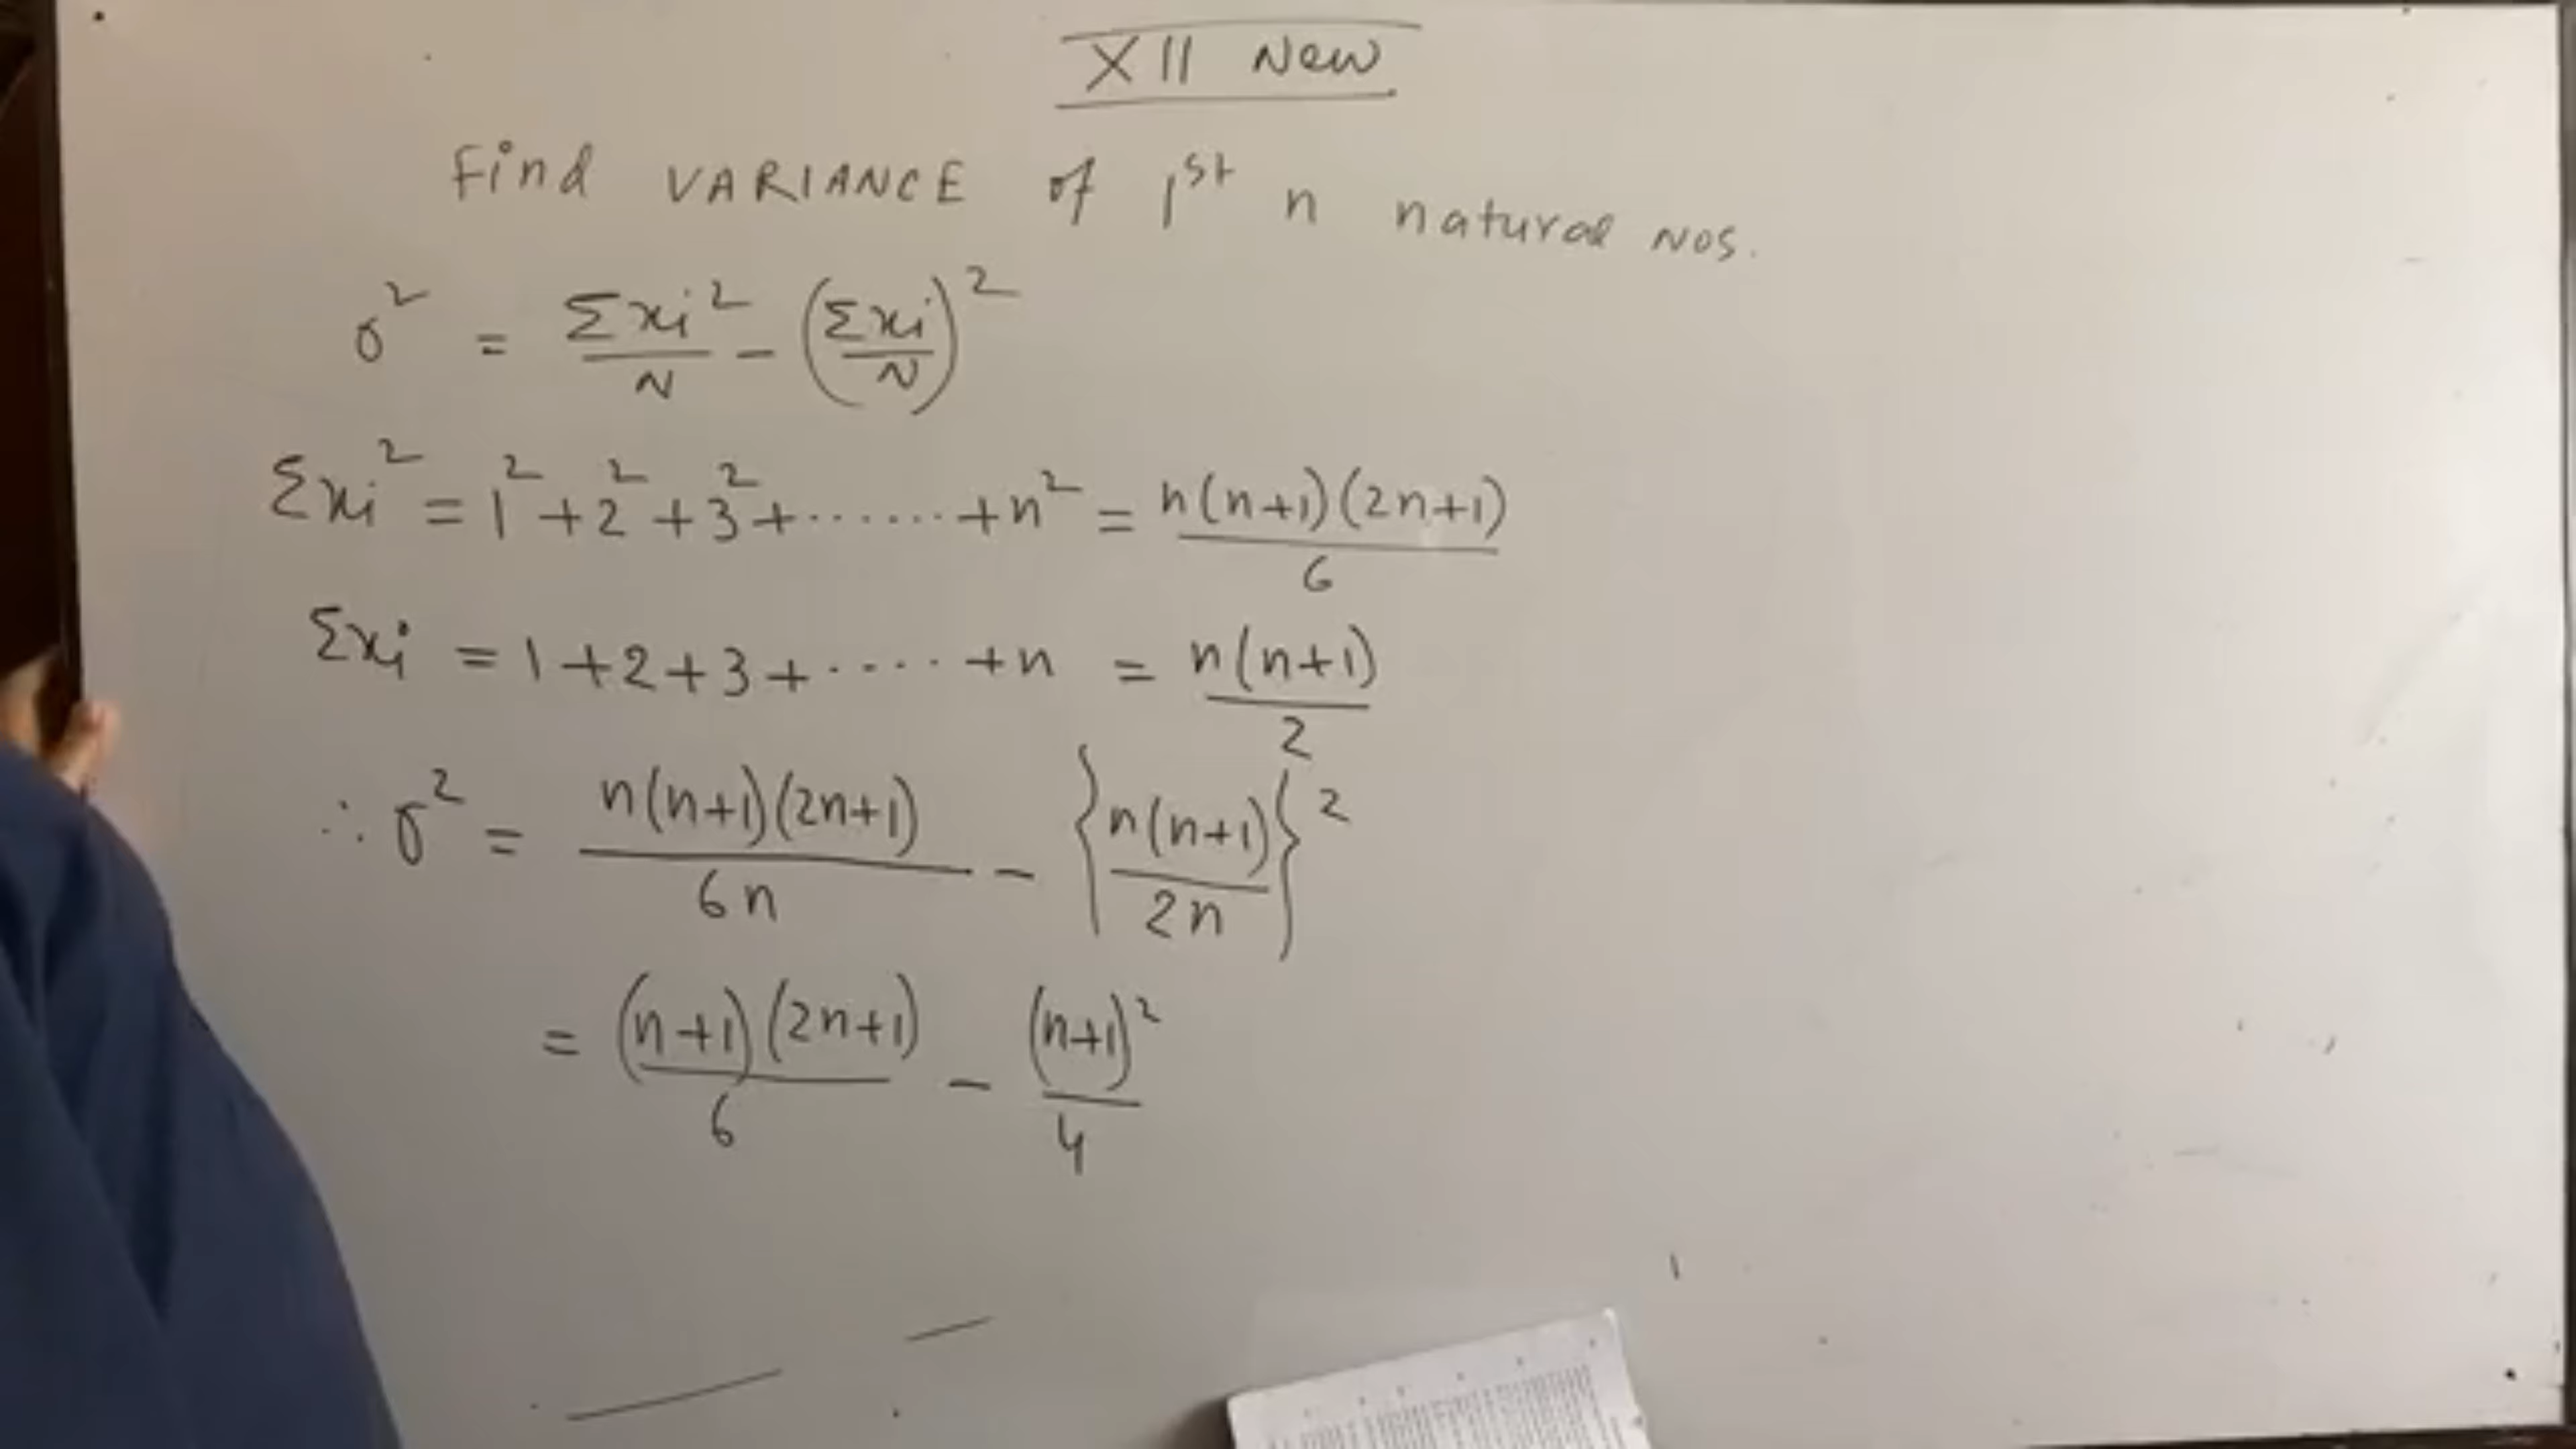 XII New
Find VARIANCE of 1st n natural Nos.
σ² = Σxi²/N - (Σxi/N)²
Σxi² = 1²+2²+3²+.......+n² = n(n+1)(2n+1)/6
Σxi = 1+2+3+.....+n = n(n+1)/2
∴ σ² = n(n+1)(2n+1)/6n - {n(n+1)/2n}²
= (n+1)(2n+1)/6 - (n+1)²/4